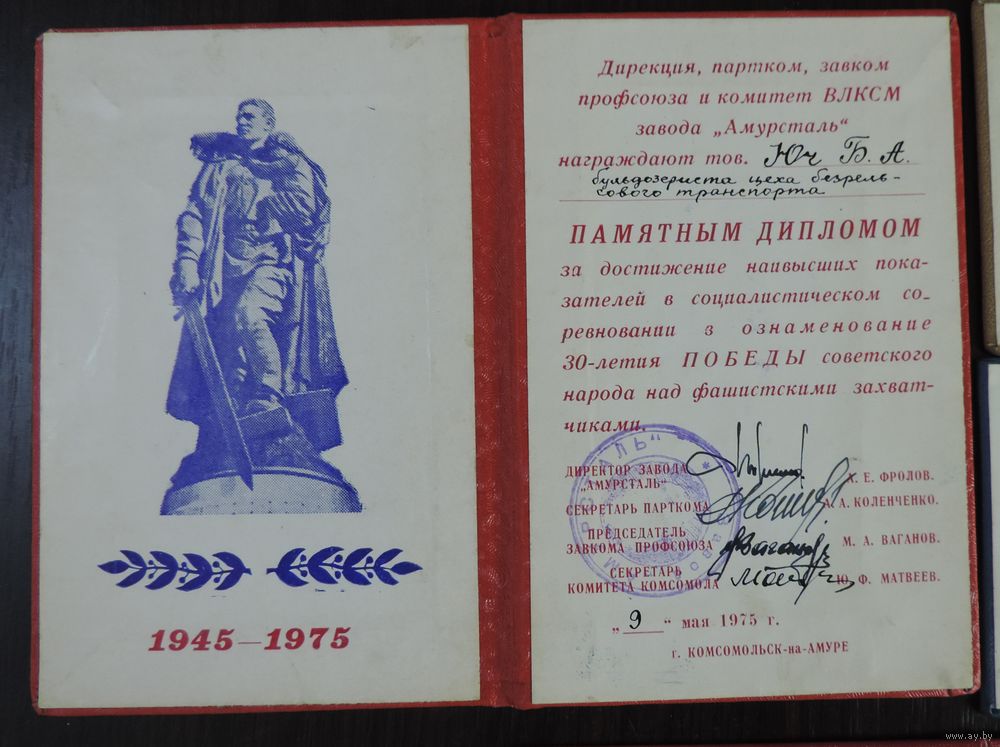 1945–1975
Дирекция, партком, завком
профсоюза и комитет ВЛКСМ
завода „Амурсталь“
награждают тов. Юч Б. А.
бульдозериста цеха безрель-
сового транспорта
ПАМЯТНЫМ ДИПЛОМОМ
за достижение наивысших пока-
зателей в социалистическом со-
ревновании в ознаменование
30-летия ПОБЕДЫ советского
народа над фашистскими захват-
чиками.
ДИРЕКТОР ЗАВОДА
„АМУРСТАЛЬ“ Х. Е. ФРОЛОВ.
СЕКРЕТАРЬ ПАРТКОМА А. А. КОЛЕНЧЕНКО.
ПРЕДСЕДАТЕЛЬ
ЗАВКОМА ПРОФСОЮЗА М. А. ВАГАНОВ.
СЕКРЕТАРЬ
КОМИТЕТА КОМСОМОЛА Ю. Ф. МАТВЕЕВ.
„9“ мая 1975 г.
г. КОМСОМОЛЬСК-на-АМУРЕ
www.ay.by